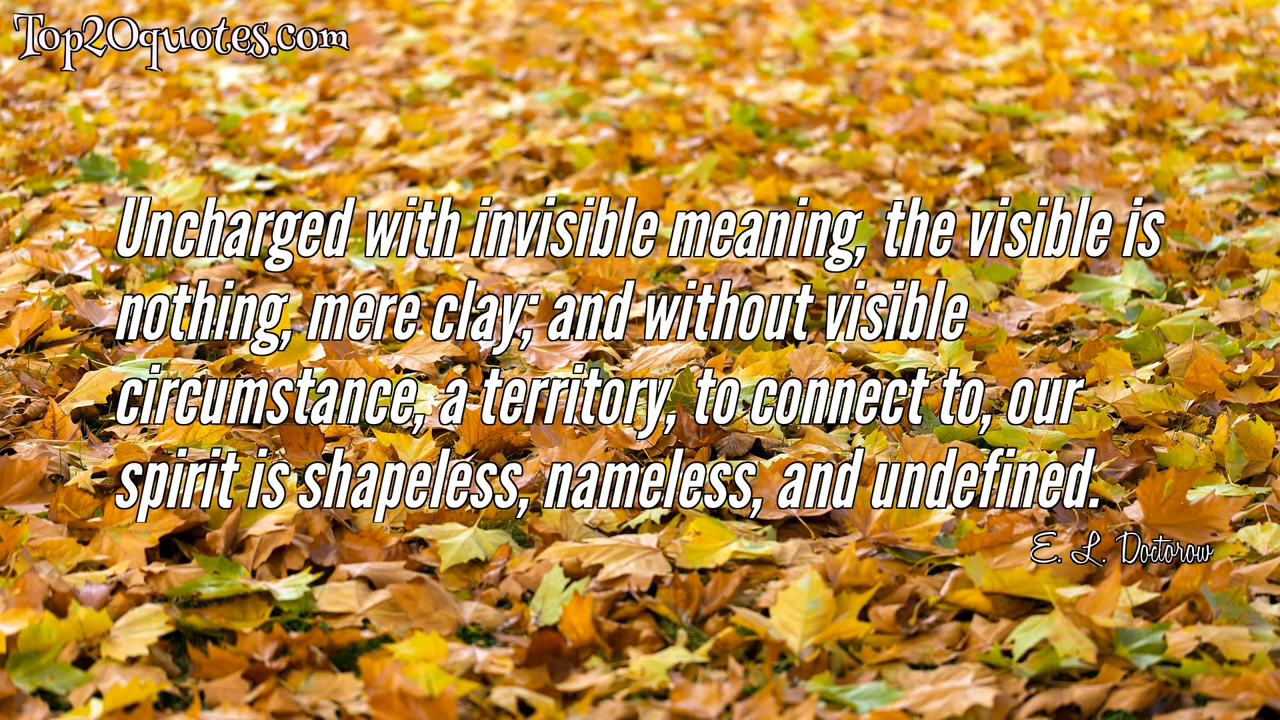 Top20quotes.com
Uncharged with invisible meaning, the visible is
nothing, mere clay; and without visible
circumstance, a territory, to connect to, our
spirit is shapeless, nameless, and undefined.
E. L. Doctorow